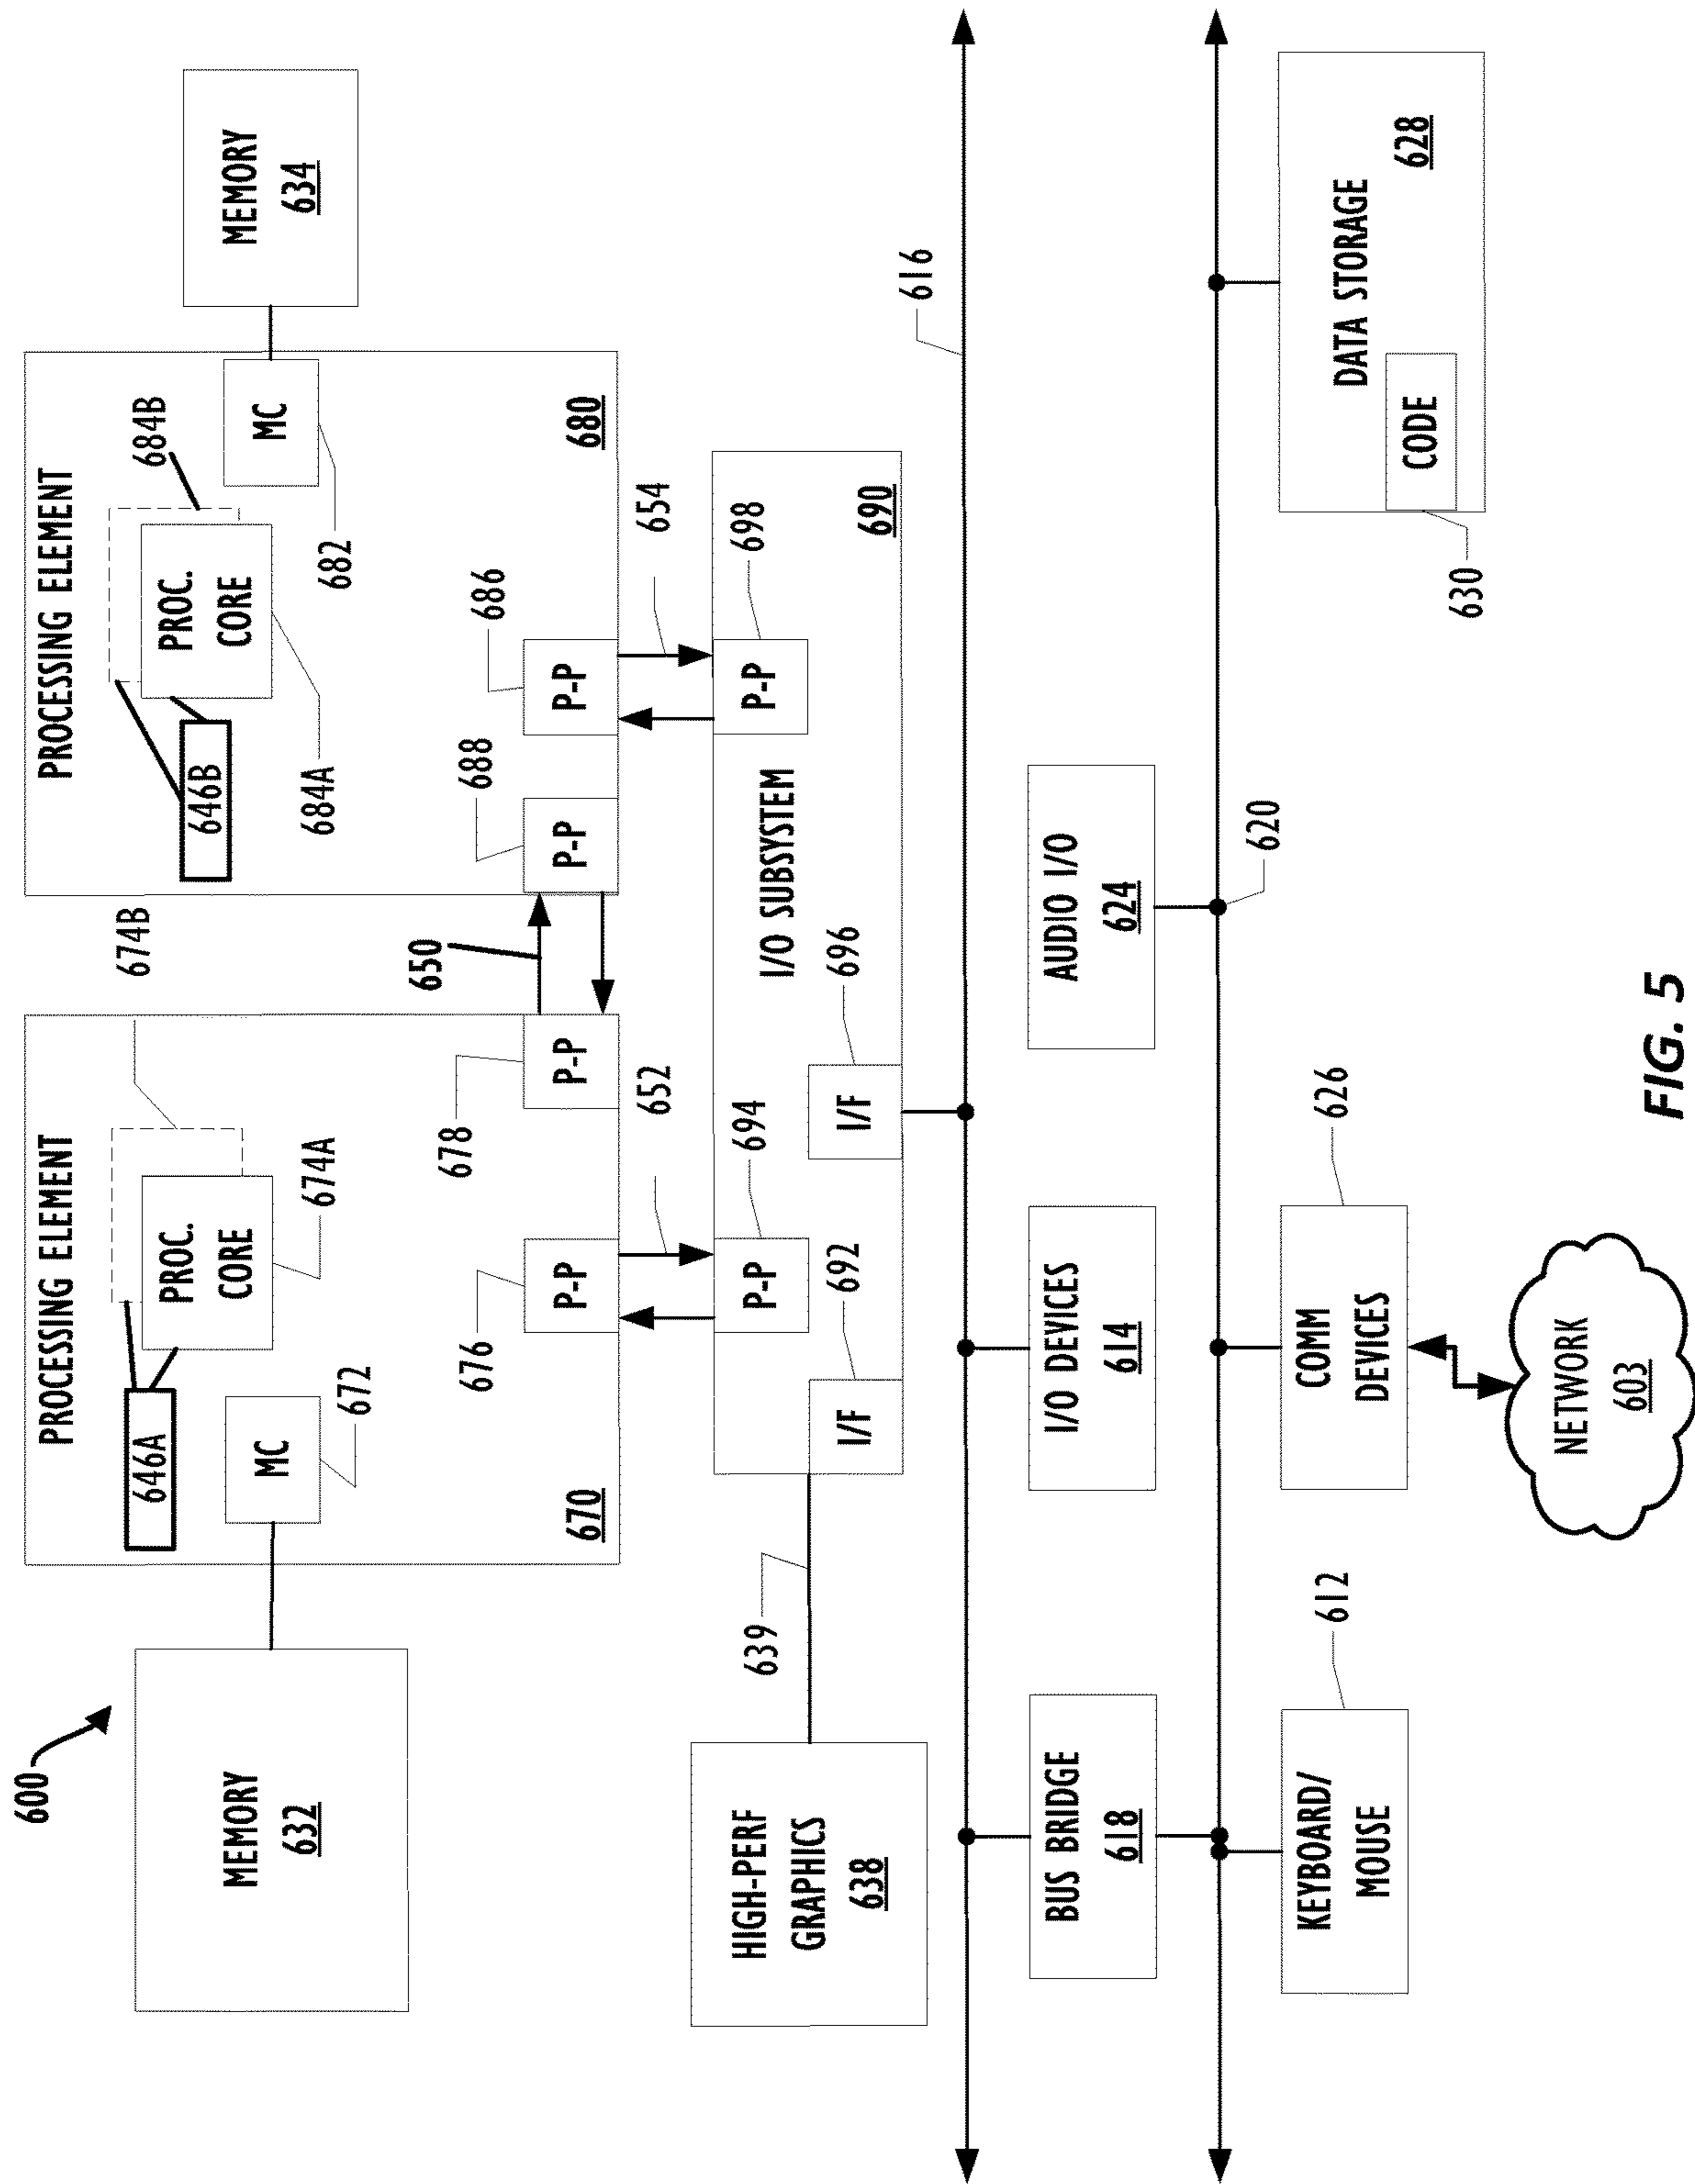 600
PROCESSING ELEMENT
674B
PROCESSING ELEMENT
646A
PROC.
CORE
674A
MC
672
670
676
P-P
678
P-P
650
646B
PROC.
CORE
684B
684A
MC
682
680
688
P-P
686
P-P
MEMORY
632
MEMORY
634
652
654
HIGH-PERF
GRAPHICS
638
639
I/O SUBSYSTEM
690
P-P
694
P-P
698
I/F
692
I/F
696
616
BUS BRIDGE
618
I/O DEVICES
614
AUDIO I/O
624
620
KEYBOARD/
MOUSE
612
COMM
DEVICES
626
DATA STORAGE
628
CODE
630
NETWORK
603
FIG. 5